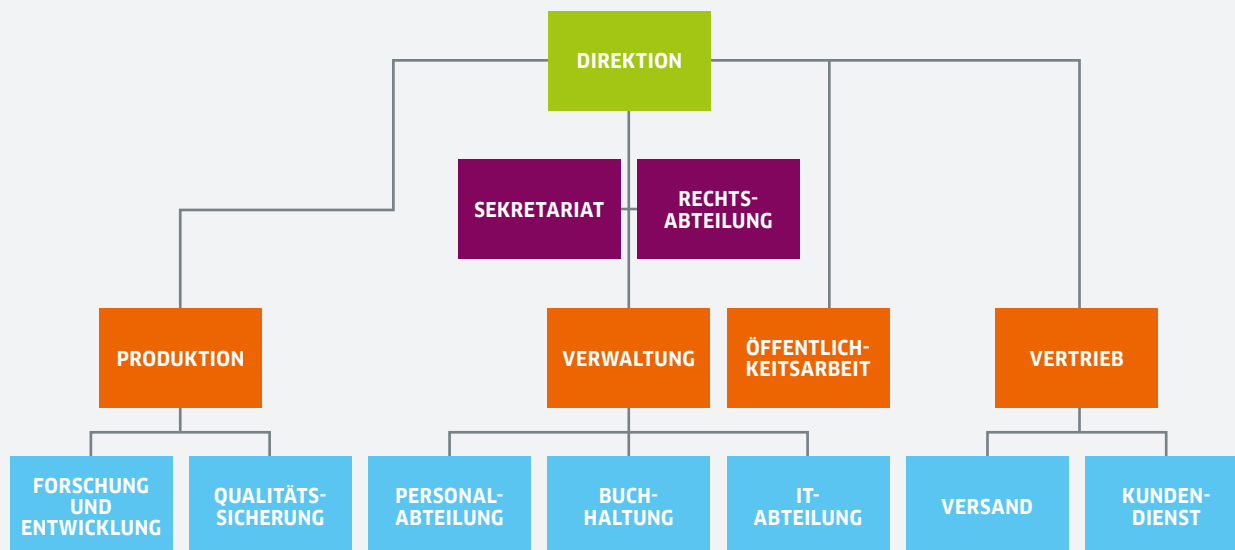 DIREKTION
SEKRETARIAT
RECHTS-
ABTEILUNG
PRODUKTION
VERWALTUNG
ÖFFENTLICH-
KEITSARBEIT
VERTRIEB
FORSCHUNG
UND
ENTWICKLUNG
QUALITÄTS-
SICHERUNG
PERSONAL-
ABTEILUNG
BUCH-
HALTUNG
IT-
ABTEILUNG
VERSAND
KUNDEN-
DIENST